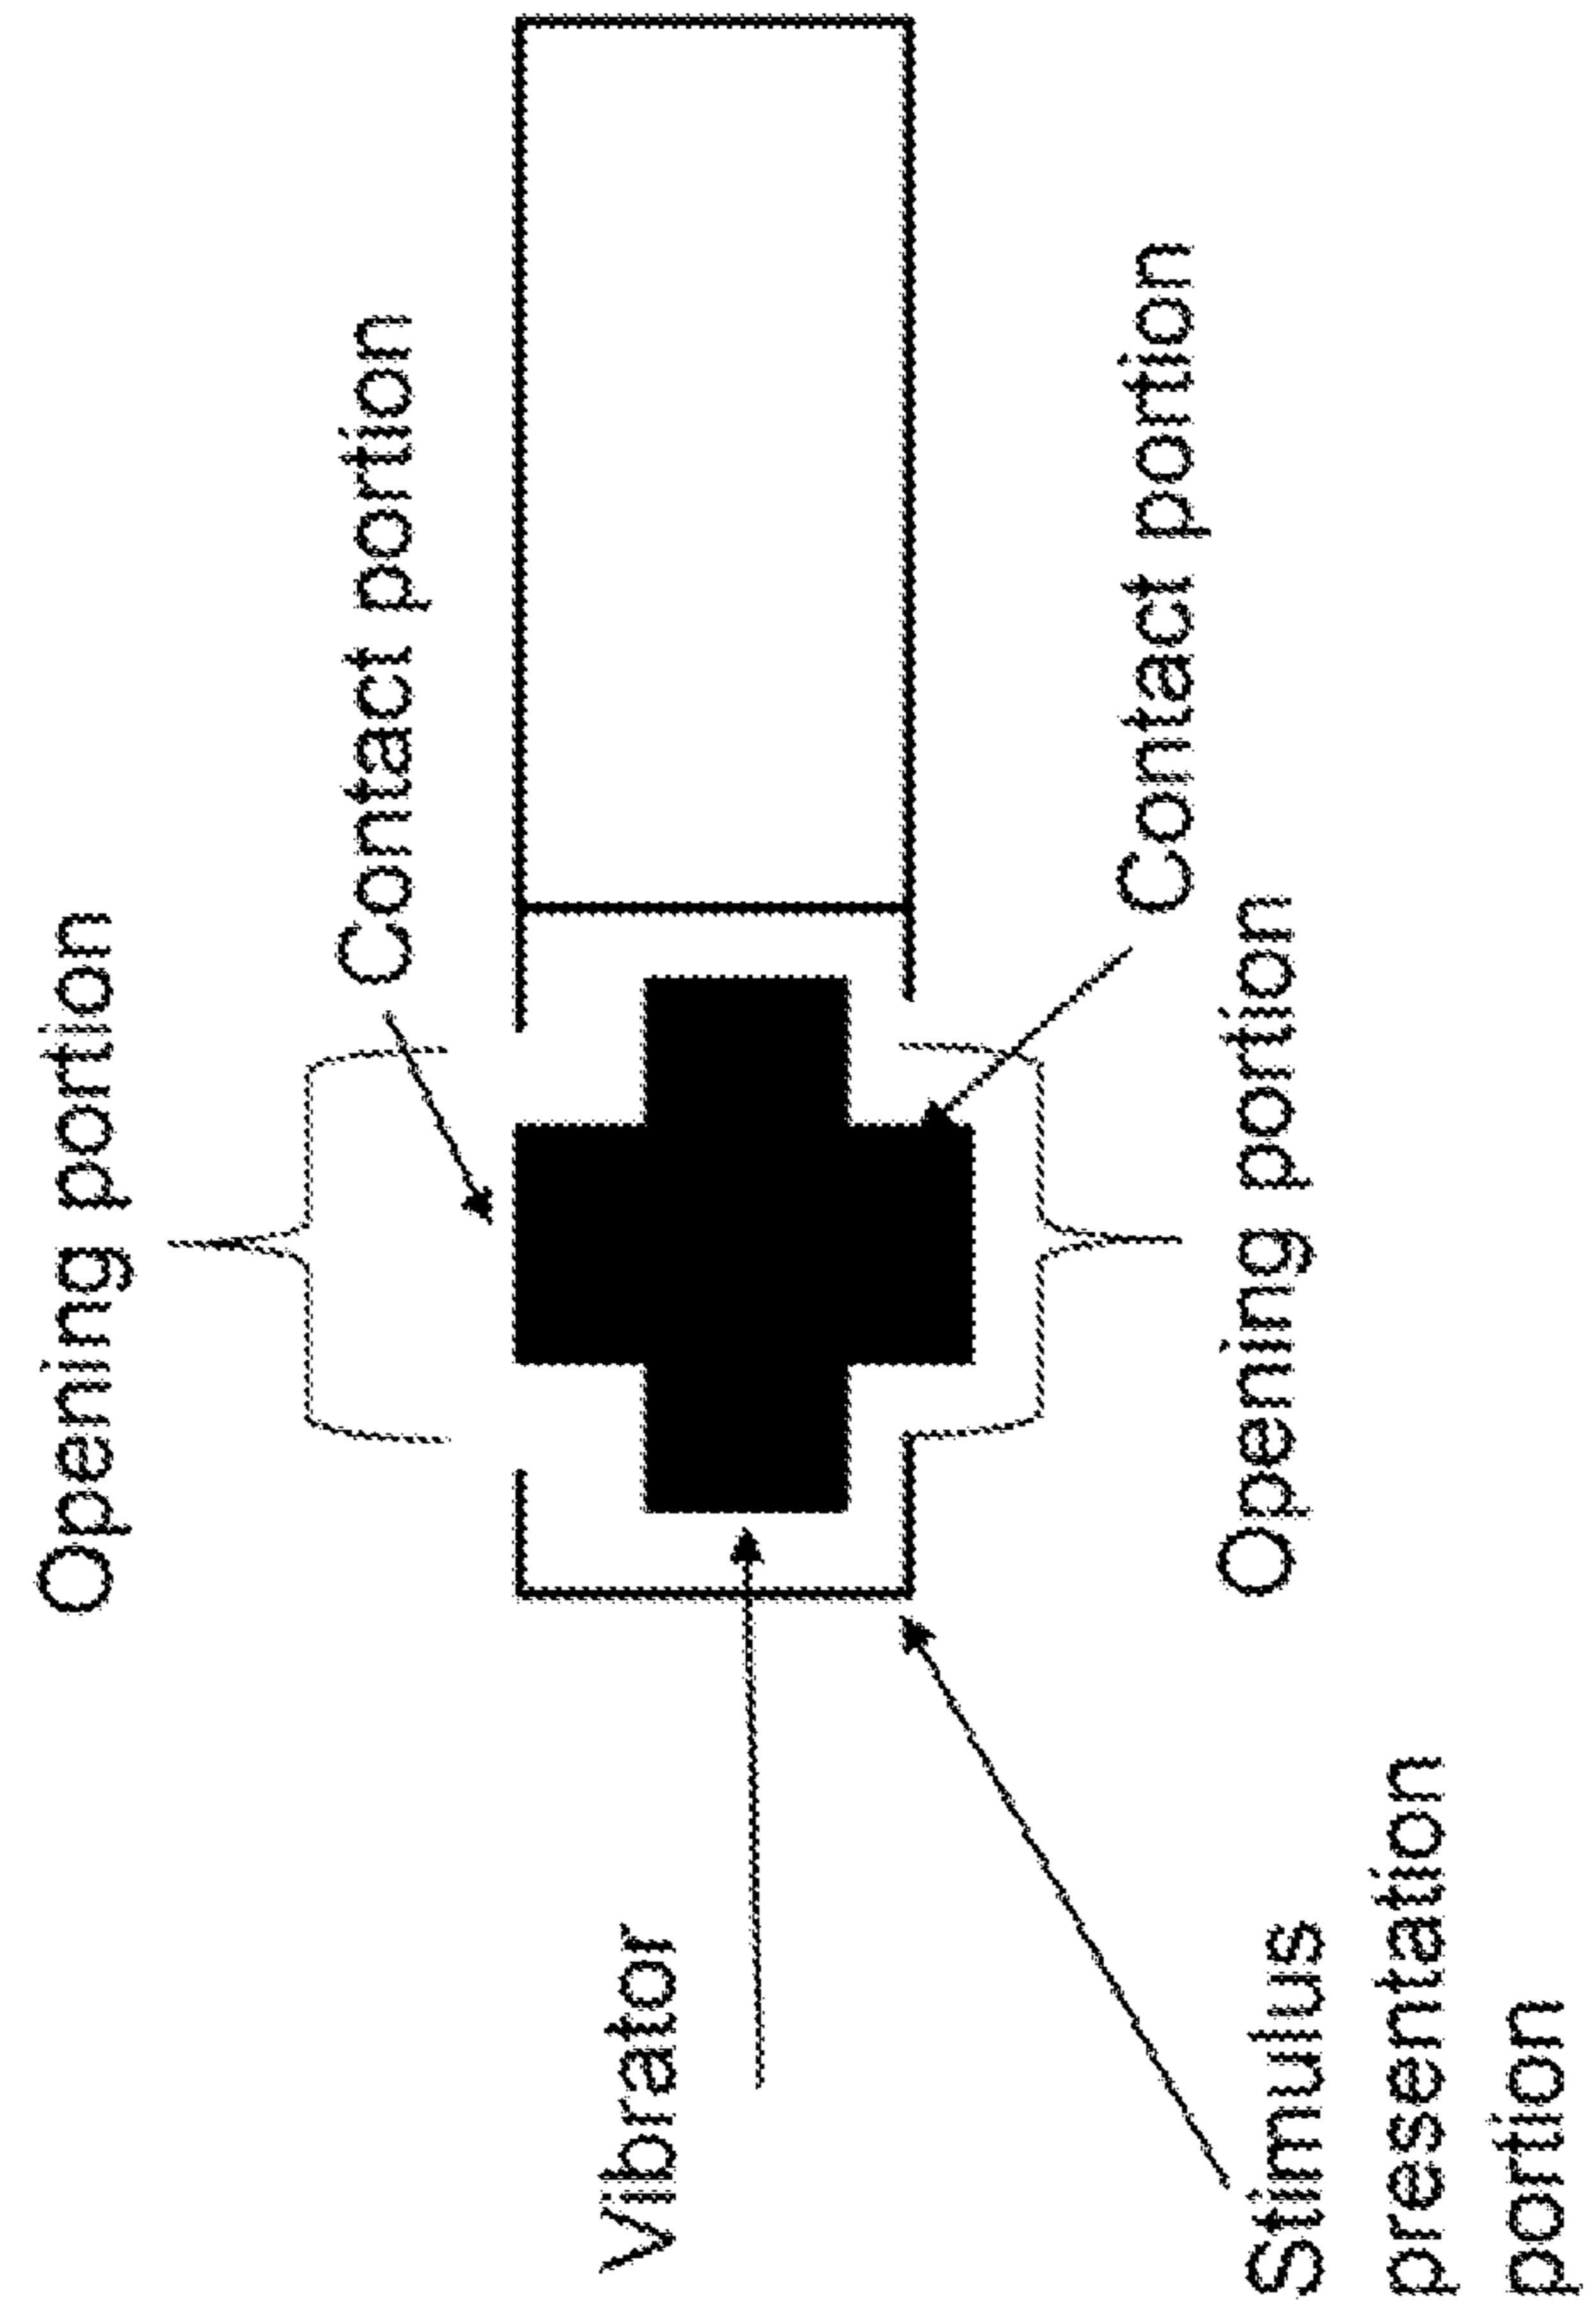 Opening portion
Contact portion
Vibrator
Contact portion
Opening portion
Stimulus
presentation
portion